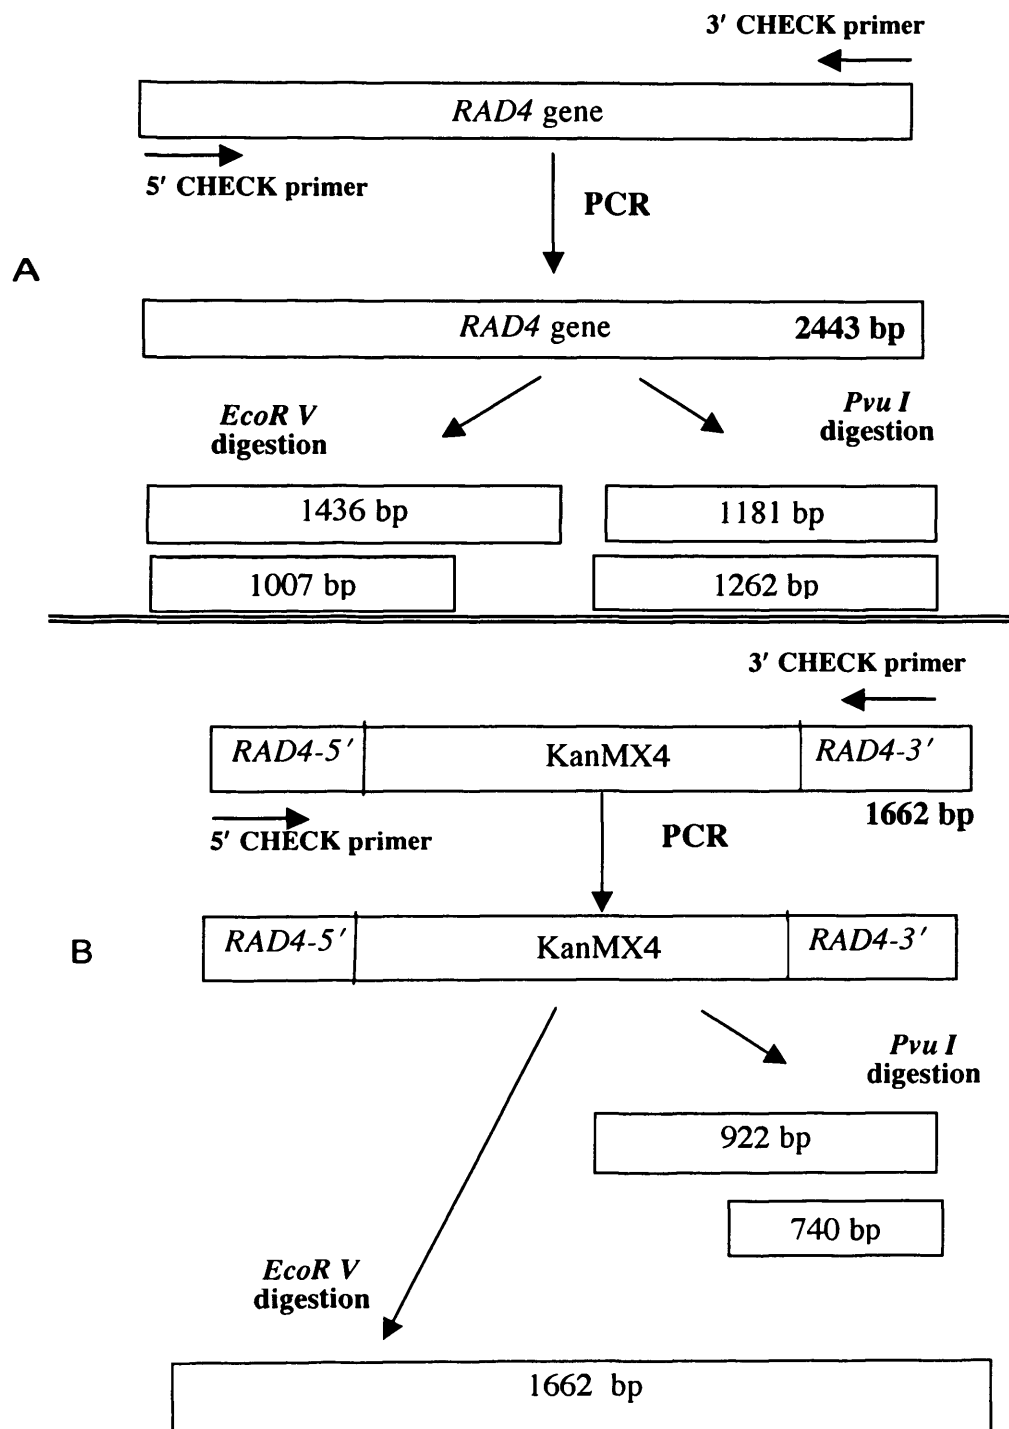 3′ CHECK primer
RAD4 gene
5′ CHECK primer
PCR
A
RAD4 gene 2443 bp
EcoR V
digestion
Pvu I
digestion
1436 bp
1181 bp
1007 bp
1262 bp
3′ CHECK primer
RAD4-5′ KanMX4 RAD4-3′
1662 bp
5′ CHECK primer
PCR
B
RAD4-5′ KanMX4 RAD4-3′
Pvu I
digestion
922 bp
740 bp
EcoR V
digestion
1662 bp